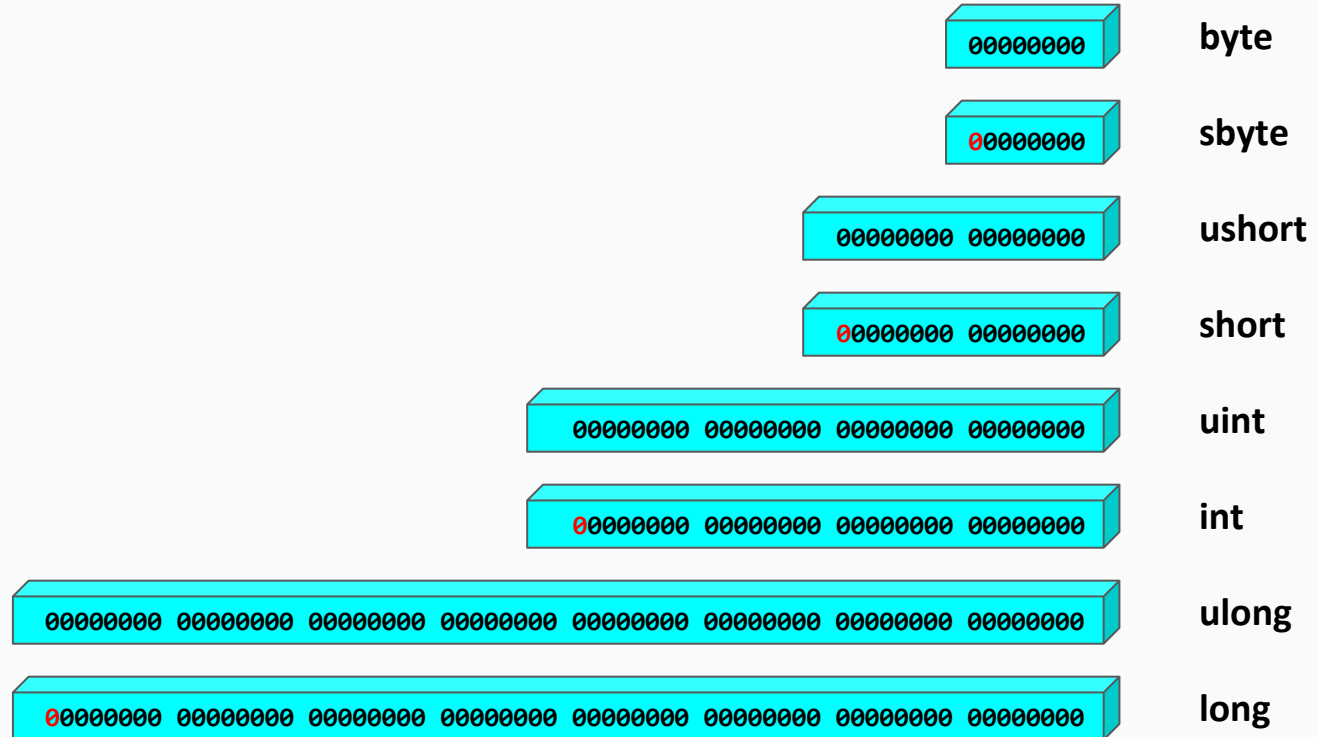 00000000 byte
00000000 sbyte
00000000 00000000 ushort
00000000 00000000 short
00000000 00000000 00000000 00000000 uint
00000000 00000000 00000000 00000000 int
00000000 00000000 00000000 00000000 00000000 00000000 00000000 00000000 ulong
00000000 00000000 00000000 00000000 00000000 00000000 00000000 00000000 long